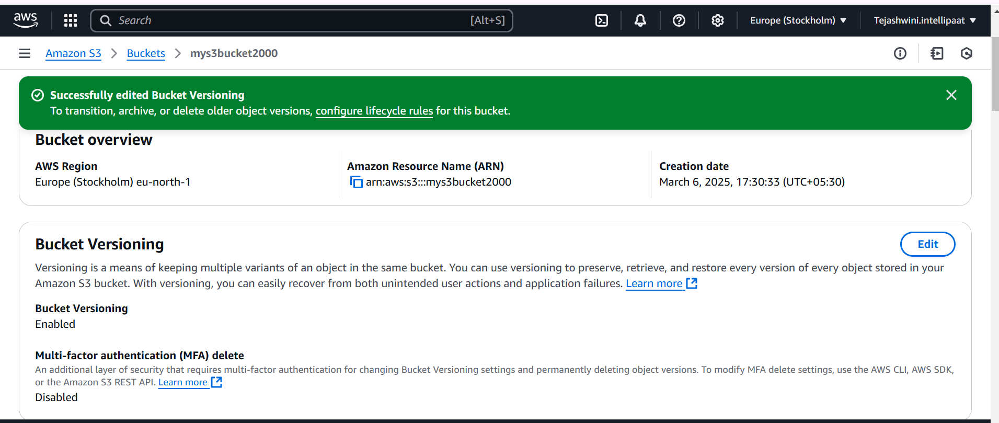 aws
Search [Alt+S]
Europe (Stockholm)
Tejashwini.intellipaat
Amazon S3 > Buckets > mys3bucket2000
Successfully edited Bucket Versioning
To transition, archive, or delete older object versions, configure lifecycle rules for this bucket.
Bucket overview
AWS Region
Europe (Stockholm) eu-north-1
Amazon Resource Name (ARN)
arn:aws:s3:::mys3bucket2000
Creation date
March 6, 2025, 17:30:33 (UTC+05:30)
Bucket Versioning
Edit
Versioning is a means of keeping multiple variants of an object in the same bucket. You can use versioning to preserve, retrieve, and restore every version of every object stored in your
Amazon S3 bucket. With versioning, you can easily recover from both unintended user actions and application failures. Learn more
Bucket Versioning
Enabled
Multi-factor authentication (MFA) delete
An additional layer of security that requires multi-factor authentication for changing Bucket Versioning settings and permanently deleting object versions. To modify MFA delete settings, use the AWS CLI, AWS SDK,
or the Amazon S3 REST API. Learn more
Disabled